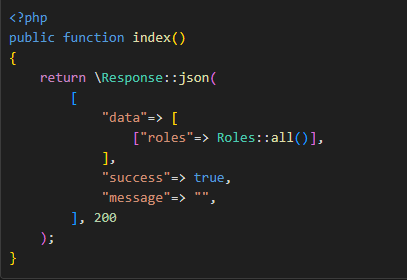 <?php
public function index()
{
    return \Response::json(
        [
            "data"=> [
                ["roles"=> Roles::all()],
            ],
            "success"=> true,
            "message"=> "",
        ], 200
    );
}